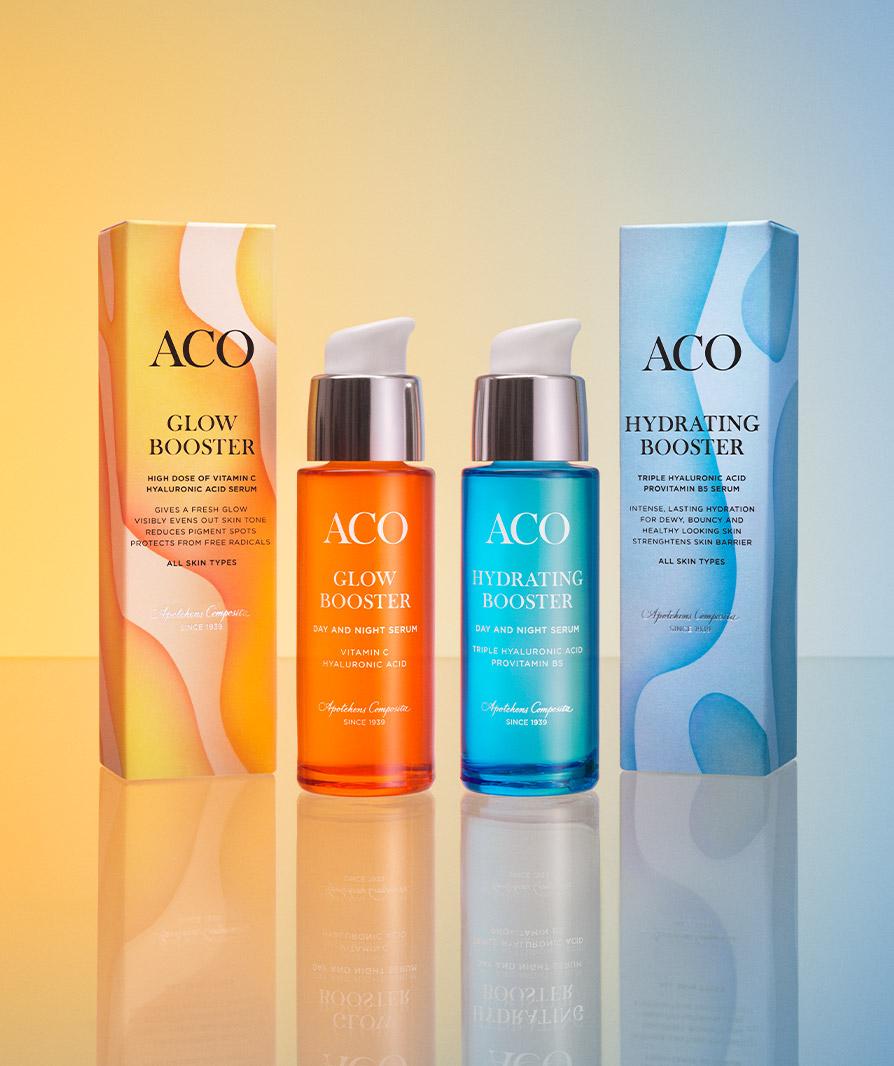 ACO
GLOW
BOOSTER
HIGH DOSE OF VITAMIN C
HYALURONIC ACID SERUM
GIVES A FRESH GLOW
VISIBLY EVENS OUT SKIN TONE
REDUCES PIGMENT SPOTS
PROTECTS FROM FREE RADICALS
ALL SKIN TYPES
Apotekens Composita
SINCE 1939
ACO
GLOW
BOOSTER
DAY AND NIGHT SERUM
VITAMIN C
HYALURONIC ACID
Apotekens Composita
SINCE 1939
ACO
HYDRATING
BOOSTER
DAY AND NIGHT SERUM
TRIPLE HYALURONIC ACID
PROVITAMIN B5
Apotekens Composita
SINCE 1939
ACO
HYDRATING
BOOSTER
TRIPLE HYALURONIC ACID
PROVITAMIN B5 SERUM
INTENSE, LASTING HYDRATION
FOR DEWY, BOUNCY AND
HEALTHY LOOKING SKIN
STRENGHTENS SKIN BARRIER
ALL SKIN TYPES
Apotekens Composita
SINCE 1939